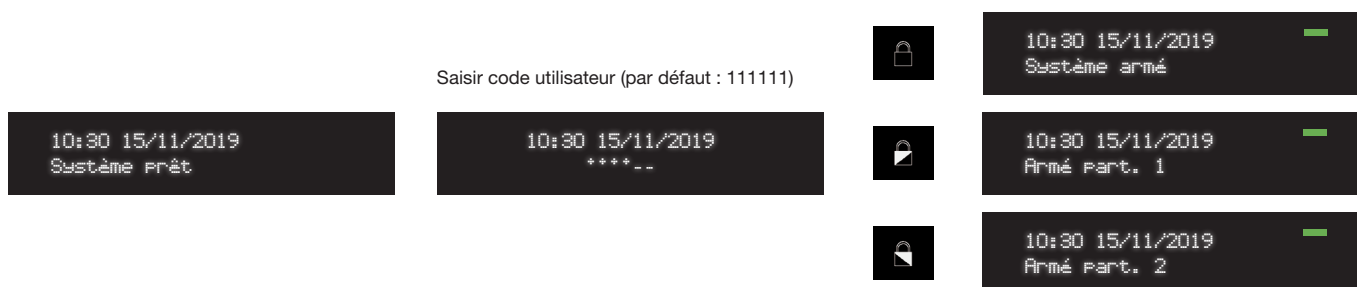 10:30 15/11/2019
Système prêt
Saisir code utilisateur (par défaut : 111111)
10:30 15/11/2019
****--
10:30 15/11/2019
Système armé
10:30 15/11/2019
Armé part. 1
10:30 15/11/2019
Armé part. 2